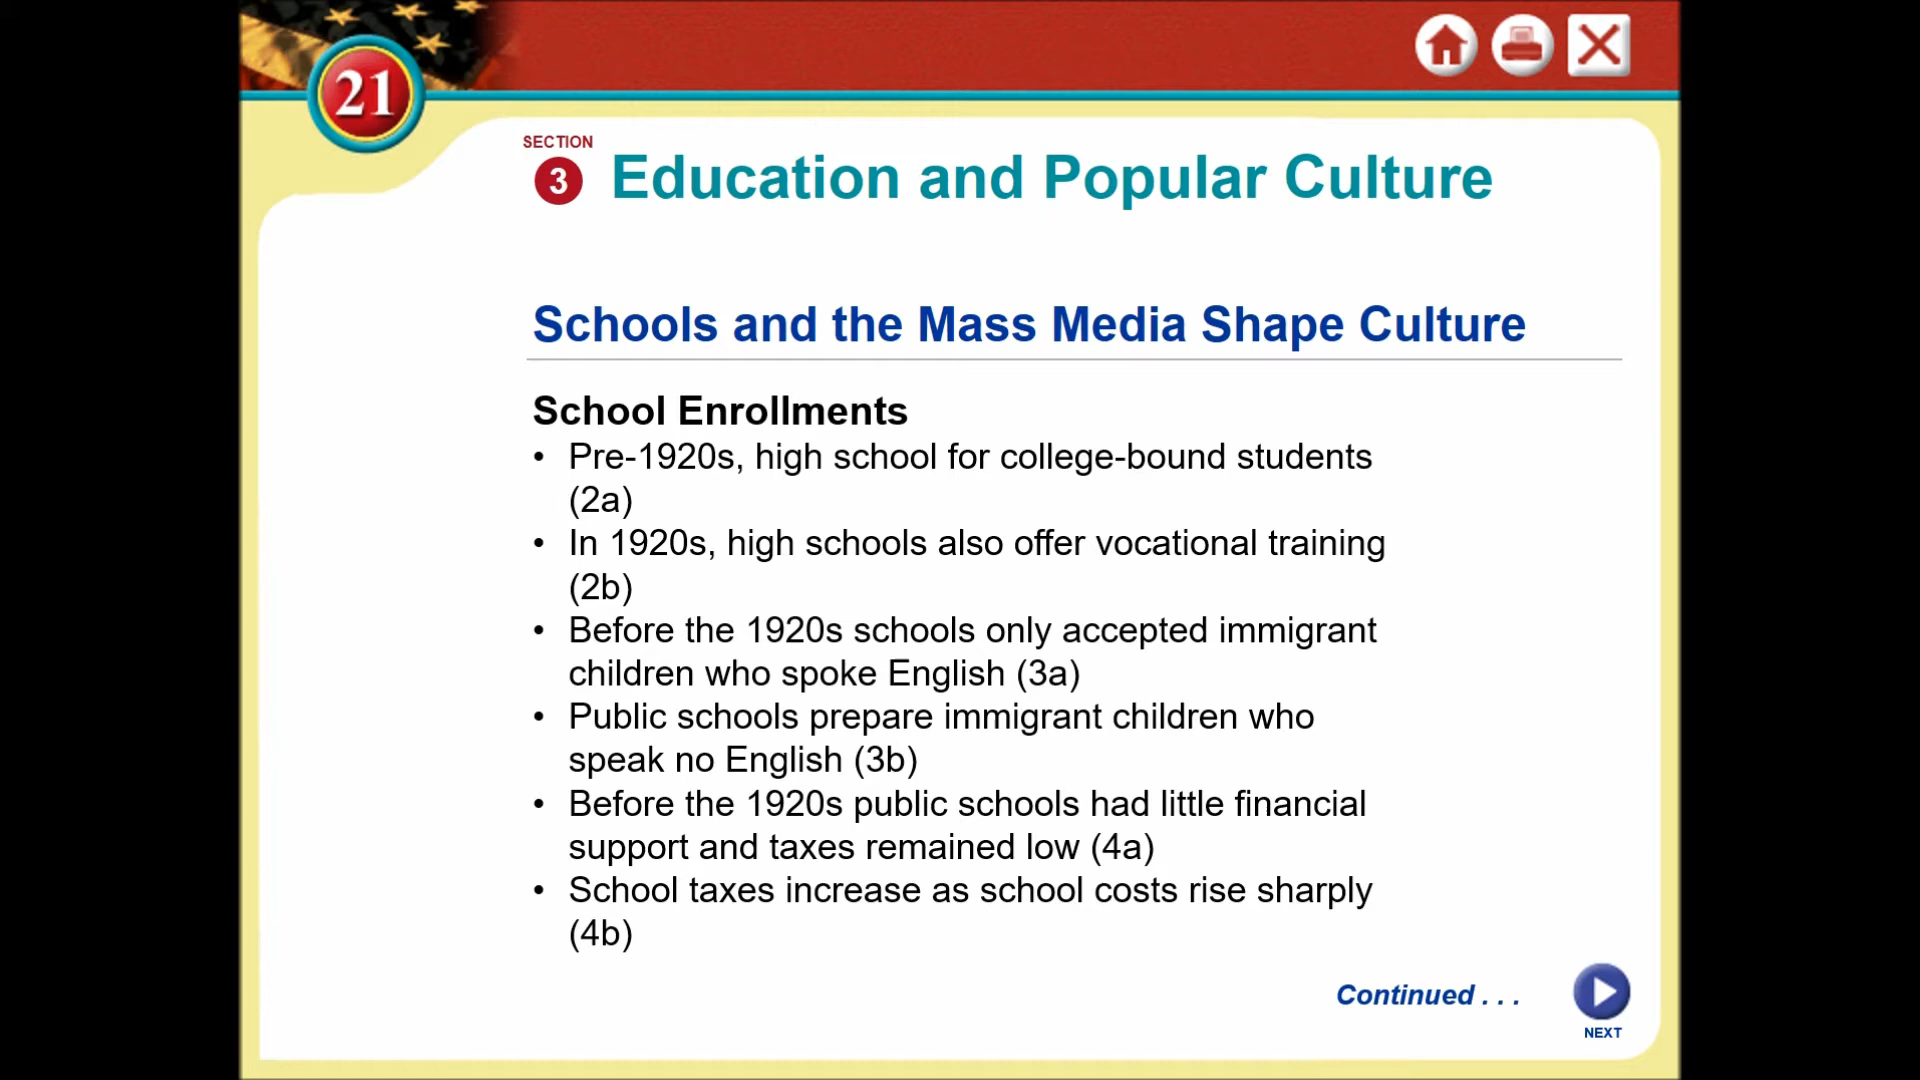 21
SECTION
3 Education and Popular Culture
Schools and the Mass Media Shape Culture
School Enrollments
• Pre-1920s, high school for college-bound students
(2a)
• In 1920s, high schools also offer vocational training
(2b)
• Before the 1920s schools only accepted immigrant
children who spoke English (3a)
• Public schools prepare immigrant children who
speak no English (3b)
• Before the 1920s public schools had little financial
support and taxes remained low (4a)
• School taxes increase as school costs rise sharply
(4b)
Continued . . .
NEXT